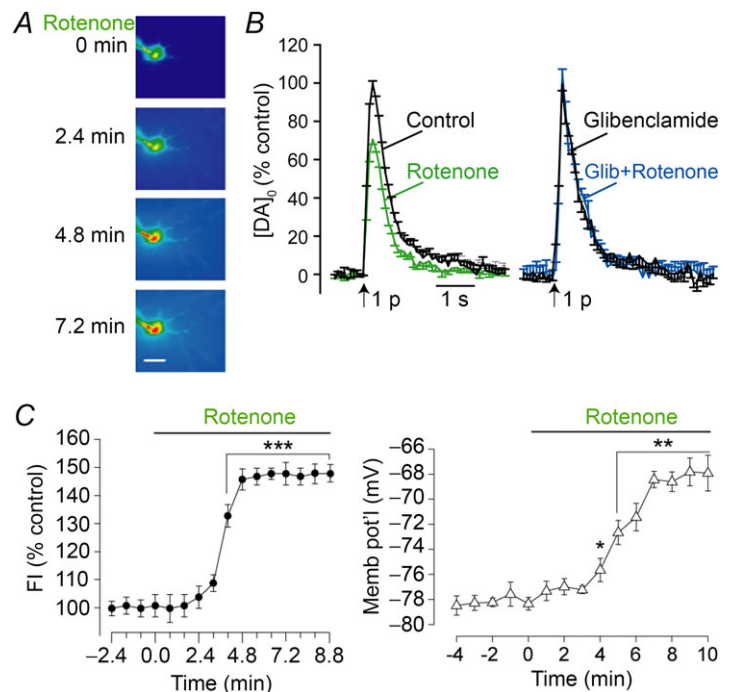 A
Rotenone
0 min
2.4 min
4.8 min
7.2 min
B
[DA]0 (% control)
120
100
80
60
40
20
0
Control
Rotenone
1 p
1 s
Glibenclamide
Glib+Rotenone
1 p
C
Rotenone
***
FI (% control)
160
150
140
130
120
110
100
–2.4 0.0 2.4 4.8 7.2 8.8
Time (min)
Rotenone
**
*
Memb pot'l (mV)
–66
–68
–70
–72
–74
–76
–78
–80
-4 -2 0 2 4 6 8 10
Time (min)